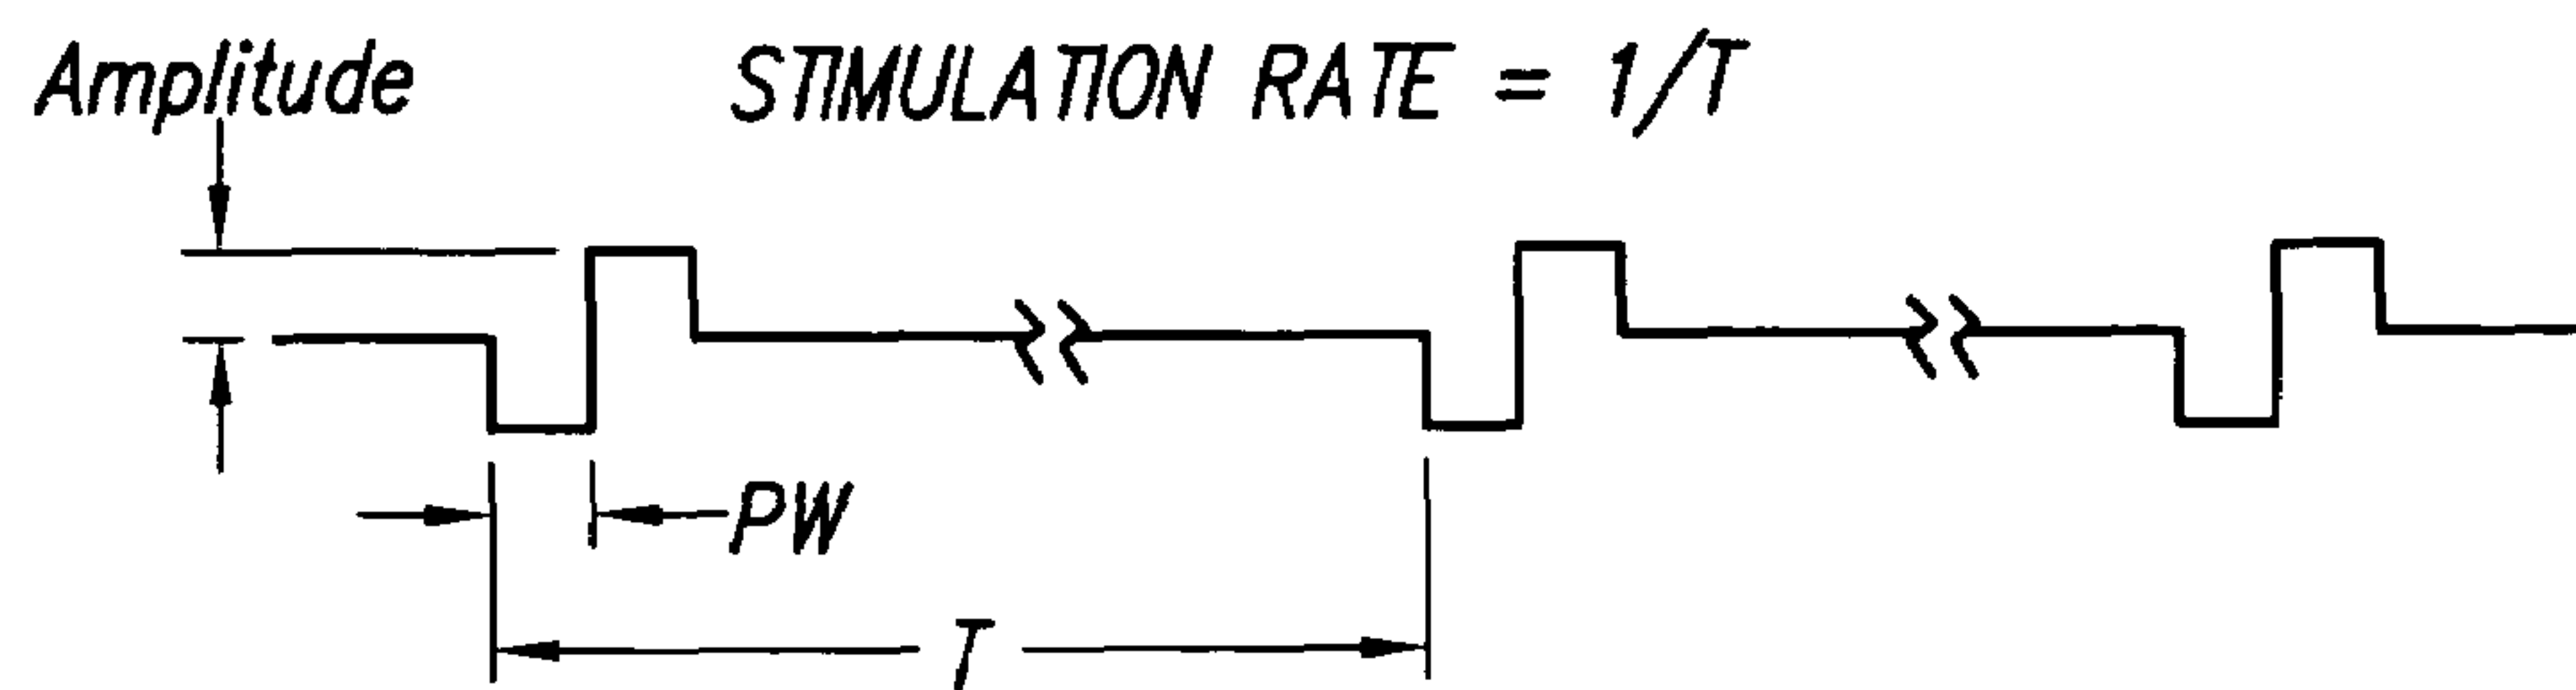 Amplitude
STIMULATION RATE = 1/T
PW
T